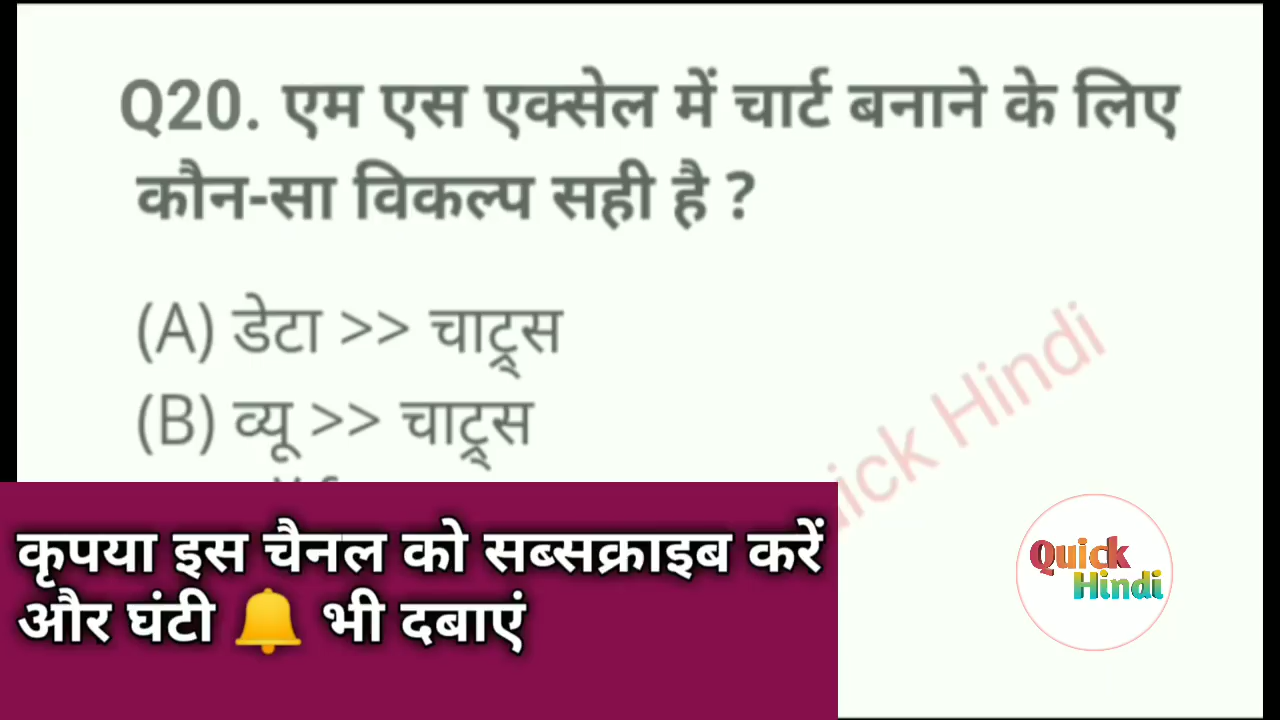 Q20. एम एस एक्सेल में चार्ट बनाने के लिए
कौन-सा विकल्प सही है ?
(A) डेटा >> चाट्र्स
(B) व्यू >> चाट्र्स
ick Hindi
कृपया इस चैनल को सब्सक्राइब करें
और घंटी 🔔 भी दबाएं
Quick
Hindi